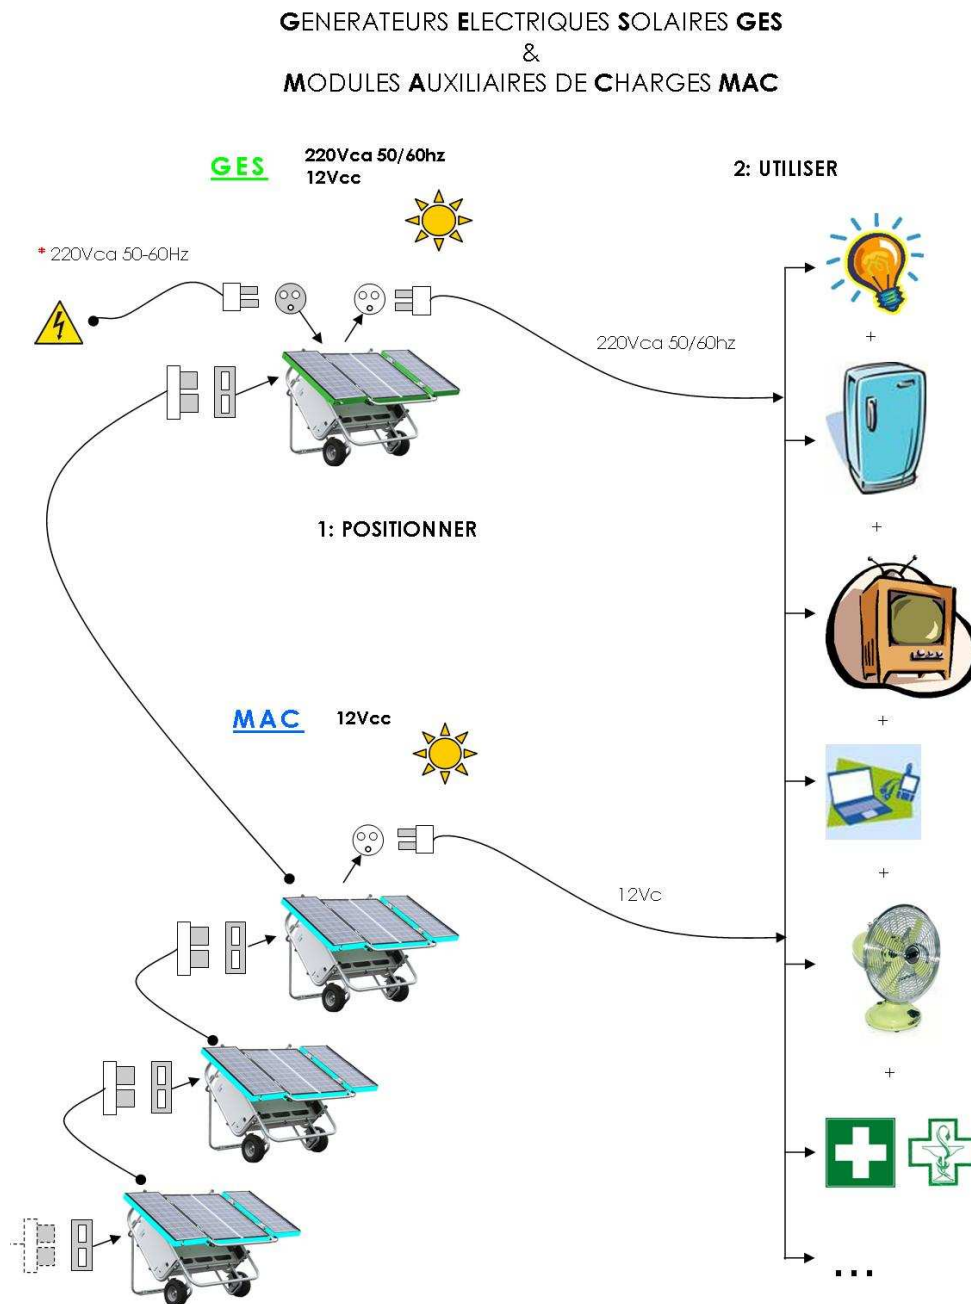 GENERATEURS ELECTRIQUES SOLAIRES GES
&
MODULES AUXILIAIRES DE CHARGES MAC
GES
220Vca 50/60hz
12Vcc
2: UTILISER
* 220Vca 50-60Hz
220Vca 50/60hz
+
+
1: POSITIONNER
+
MAC
12Vcc
+
12Vc
+
...